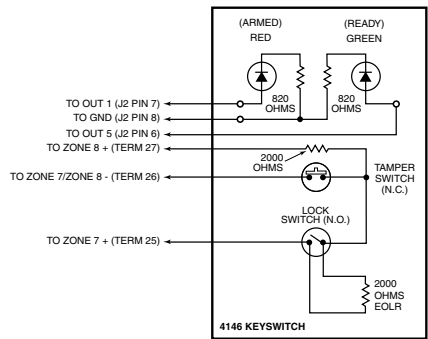 (ARMED)
RED
(READY)
GREEN
820
OHMS
820
OHMS
TO OUT 1 (J2 PIN 7)
TO GND (J2 PIN 8)
TO OUT 5 (J2 PIN 6)
TO ZONE 8 + (TERM 27)
2000
OHMS
TO ZONE 7/ZONE 8 - (TERM 26)
TAMPER
SWITCH
(N.C.)
LOCK
SWITCH (N.O.)
TO ZONE 7 + (TERM 25)
2000
OHMS
EOLR
4146 KEYSWITCH